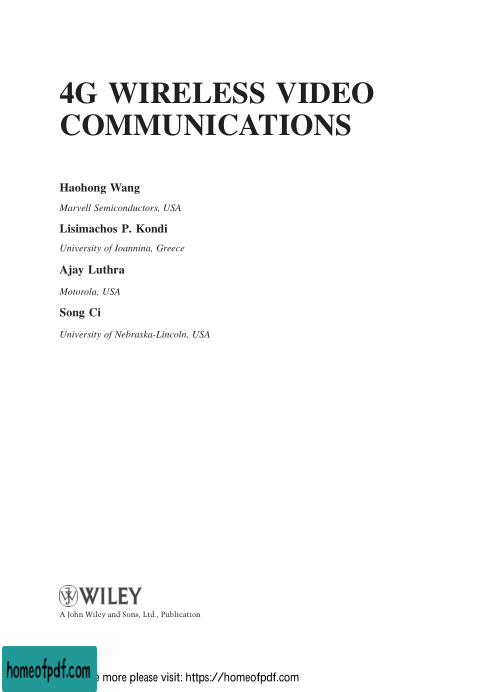 4G WIRELESS VIDEO
COMMUNICATIONS
Haohong Wang
Marvell Semiconductors, USA
Lisimachos P. Kondi
University of Ioannina, Greece
Ajay Luthra
Motorola, USA
Song Ci
University of Nebraska-Lincoln, USA
WILEY
A John Wiley and Sons, Ltd., Publication
homeofpdf.com
more please visit: https://homeofpdf.com